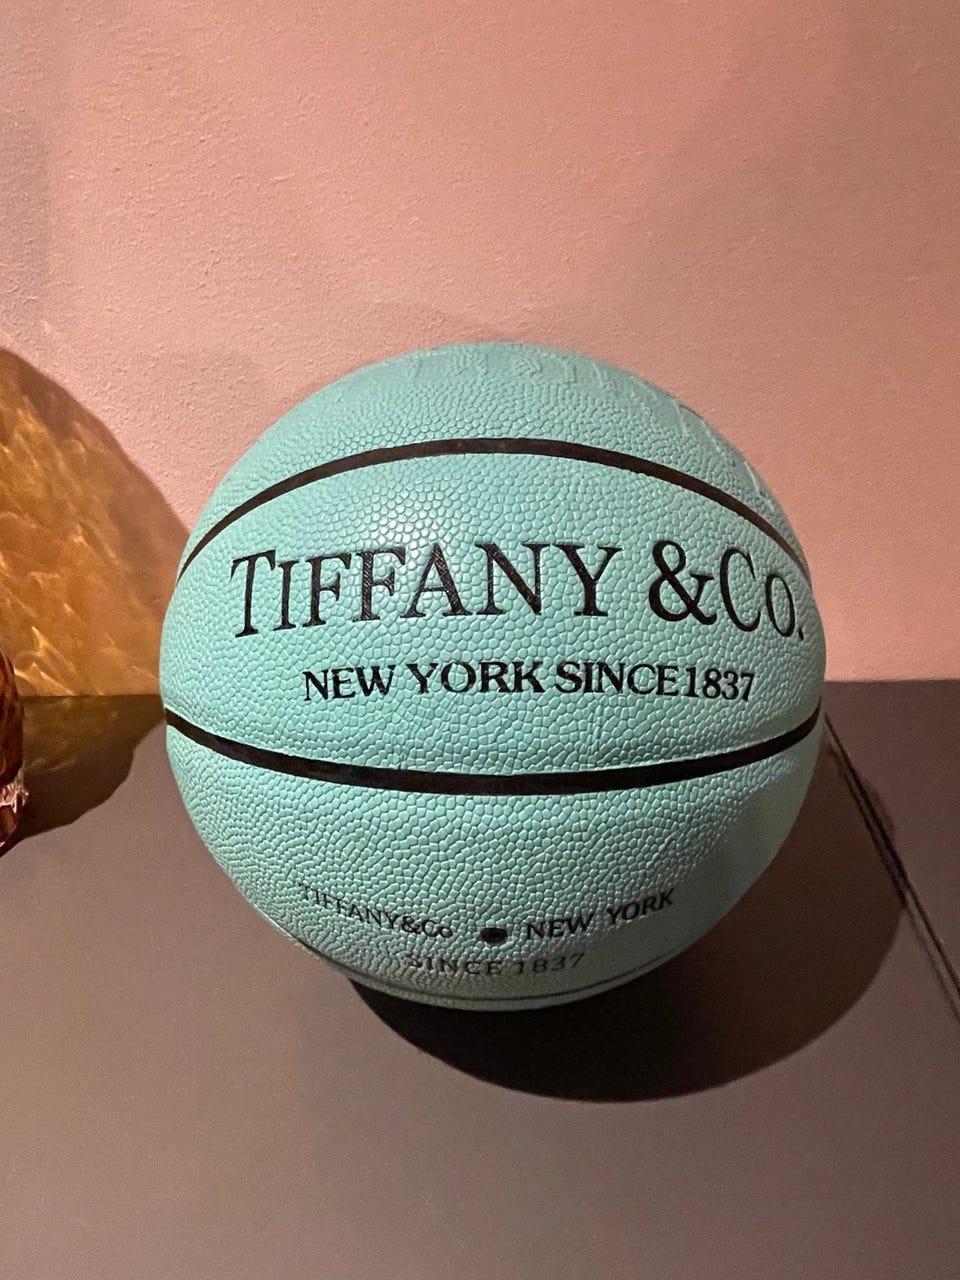 TIFFANY &CO.
NEW YORK SINCE1837
TIFFANY&Co ● NEW YORK
SINCE 1837